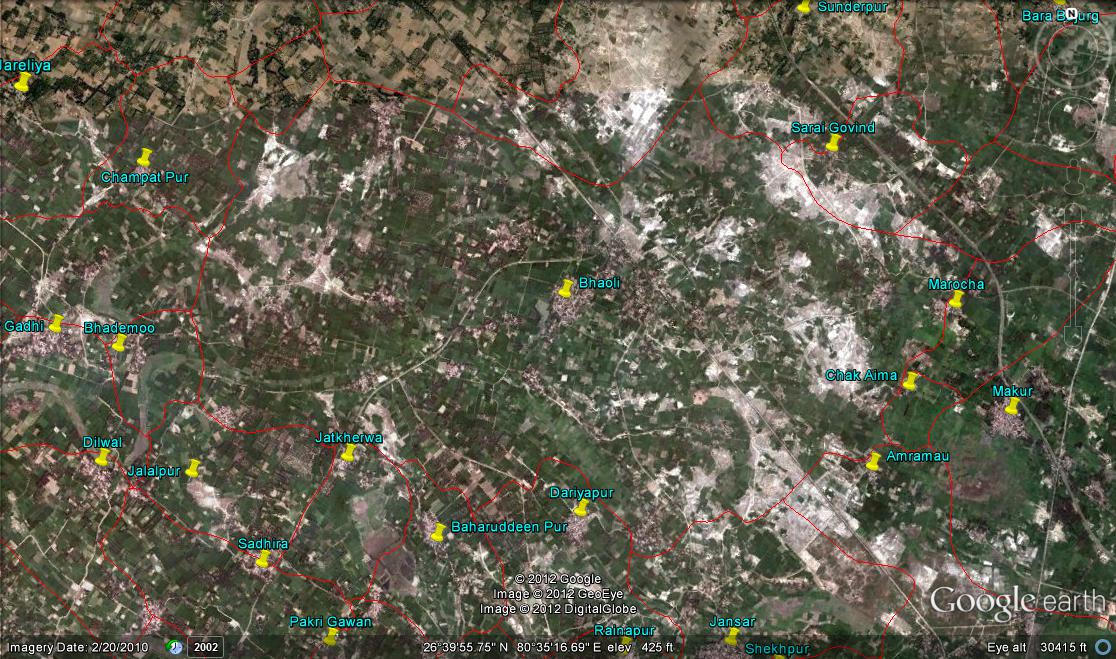 Sunderpur
Jareliya
Sarai Govind
Champat Pur
Bhaoli
Marocha
Gadhi
Bhademoo
Chak Aima
Makur
Dilwal
Jatkherwa
Jalalpur
Amramau
Dariyapur
Baharuddeen Pur
Sadhira
© 2012 Google
Image © 2012 GeoEye
Image © 2012 DigitalGlobe
Google earth
Pakri Gawan
Rainapur
Jansar
Shekhpur
Imagery Date: 2/20/2010 2002 26°39'55.75" N 80°35'16.69" E elev 425 ft Eye alt 30415 ft